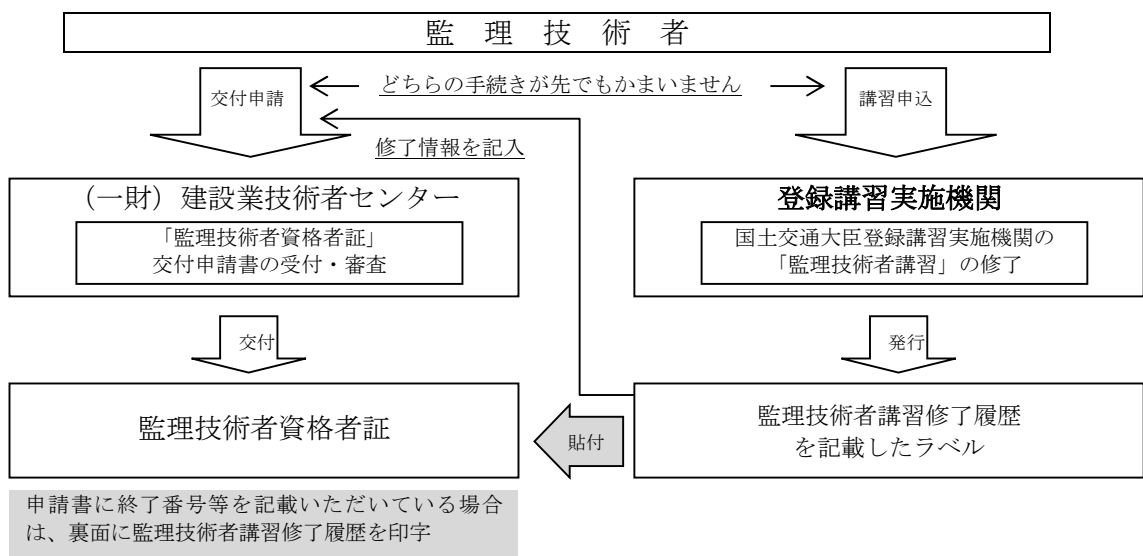 監 理 技 術 者
交付申請
どちらの手続きが先でもかまいません
講習申込
修了情報を記入
（一財）建設業技術者センター
「監理技術者資格者証」
交付申請書の受付・審査
登録講習実施機関
国土交通大臣登録講習実施機関の
「監理技術者講習」の修了
交付
発行
監理技術者資格者証
貼付
監理技術者講習修了履歴
を記載したラベル
申請書に終了番号等を記載いただいている場合
は、裏面に監理技術者講習修了履歴を印字